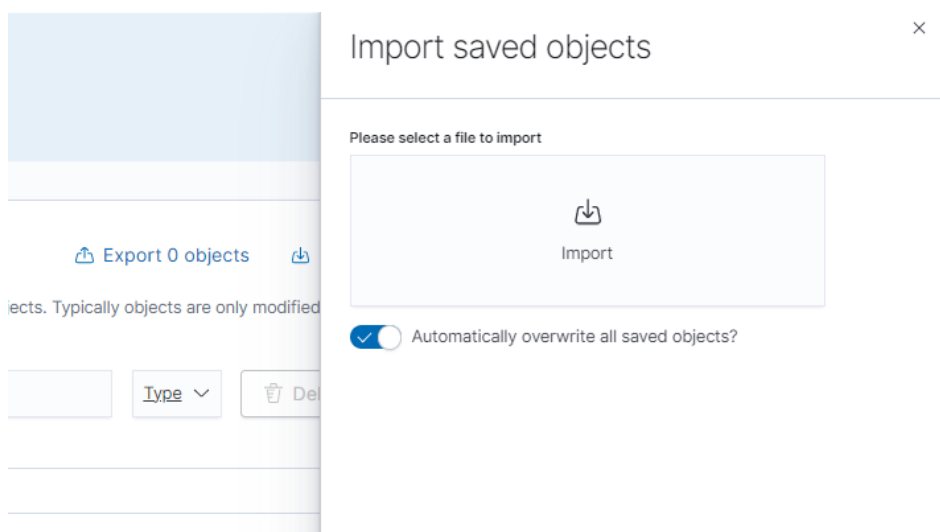 Import saved objects
Please select a file to import
Import
Automatically overwrite all saved objects?
Export 0 objects
jects. Typically objects are only modified
Type
Del